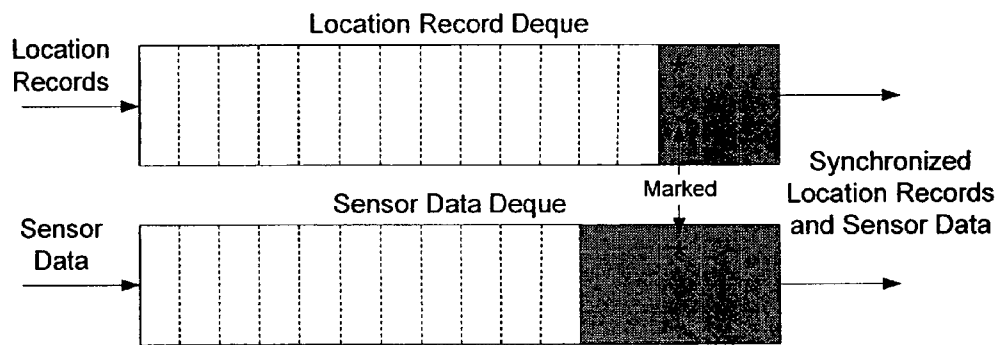 Location Record Deque
Location
Records
Synchronized
Location Records
and Sensor Data
Marked
Sensor Data Deque
Sensor
Data